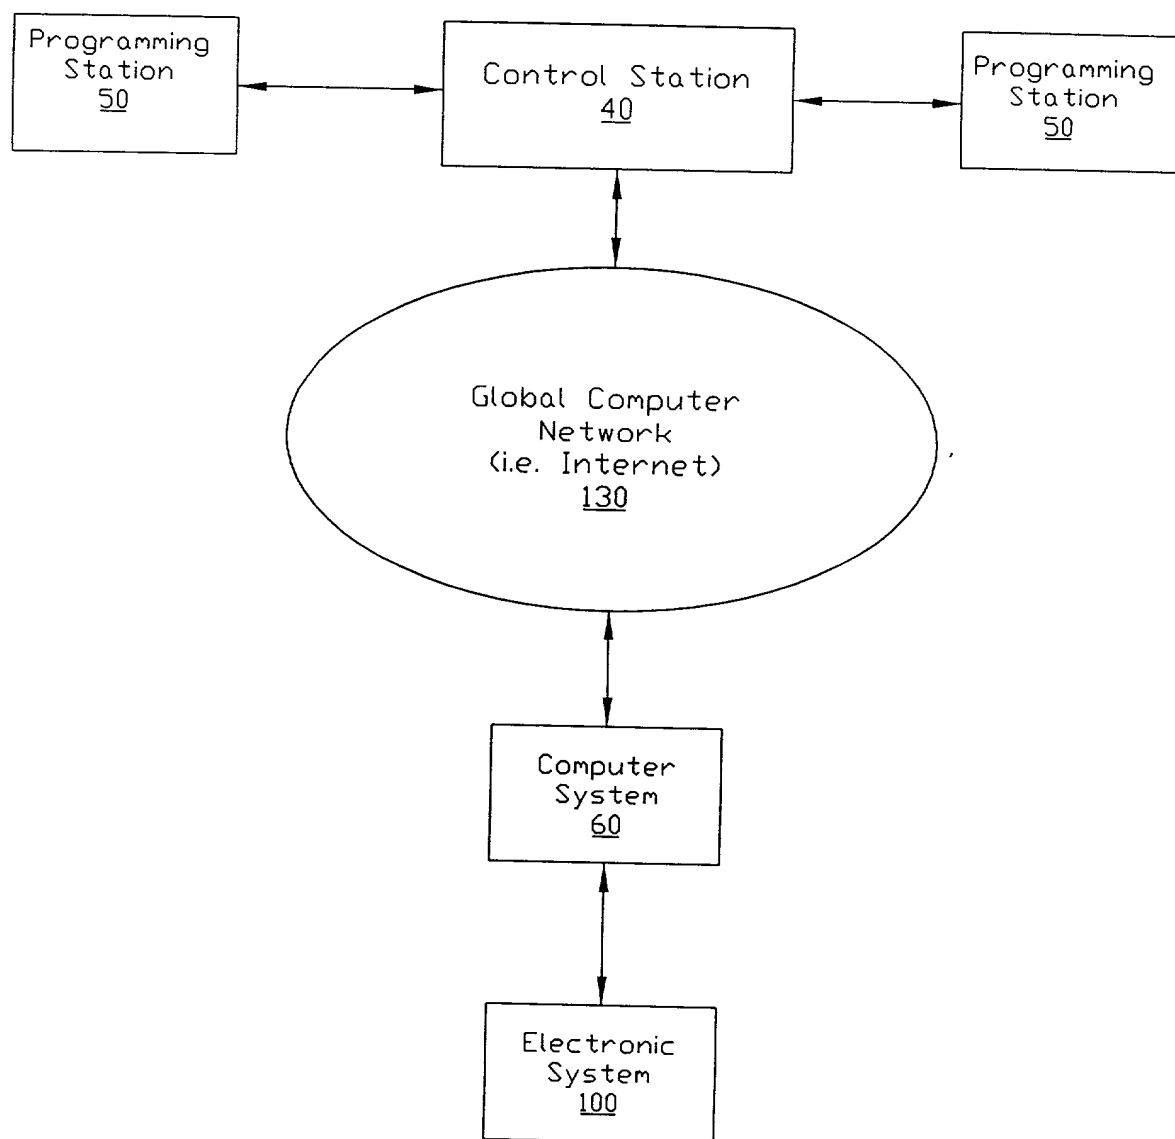 Programming
Station
50
Control Station
40
Programming
Station
50
Global Computer
Network
(i.e. Internet)
130
Computer
System
60
Electronic
System
100